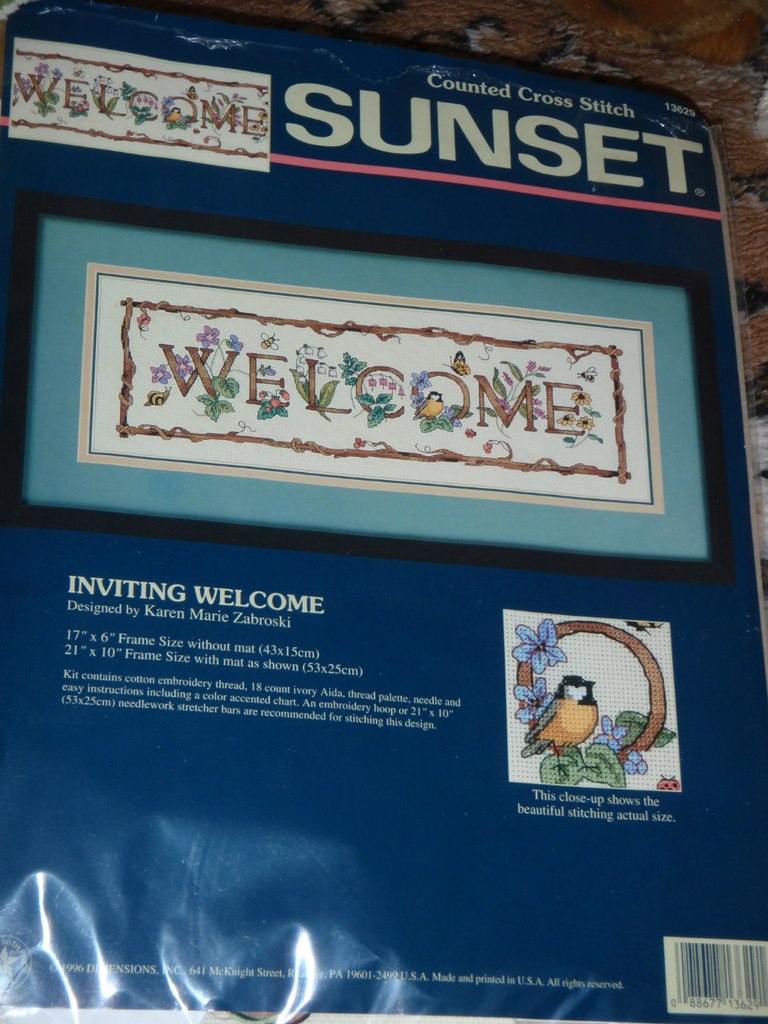 WELCOME
Counted Cross Stitch
13629
SUNSET®
WELCOME
INVITING WELCOME
Designed by Karen Marie Zabroski
17" x 6" Frame Size without mat (43x15cm)
21" x 10" Frame Size with mat as shown (53x25cm)
Kit contains cotton embroidery thread, 18 count ivory Aida, thread palette, needle and
easy instructions including a color accented chart. An embroidery hoop or 21" x 10"
(53x25cm) needlework stretcher bars are recommended for stitching this design.
This close-up shows the
beautiful stitching actual size.
©1996 DIMENSIONS, INC., 641 McKnight Street, Reading, PA 19601-2499 U.S.A. Made and printed in U.S.A. All rights reserved.
0 88677 13629